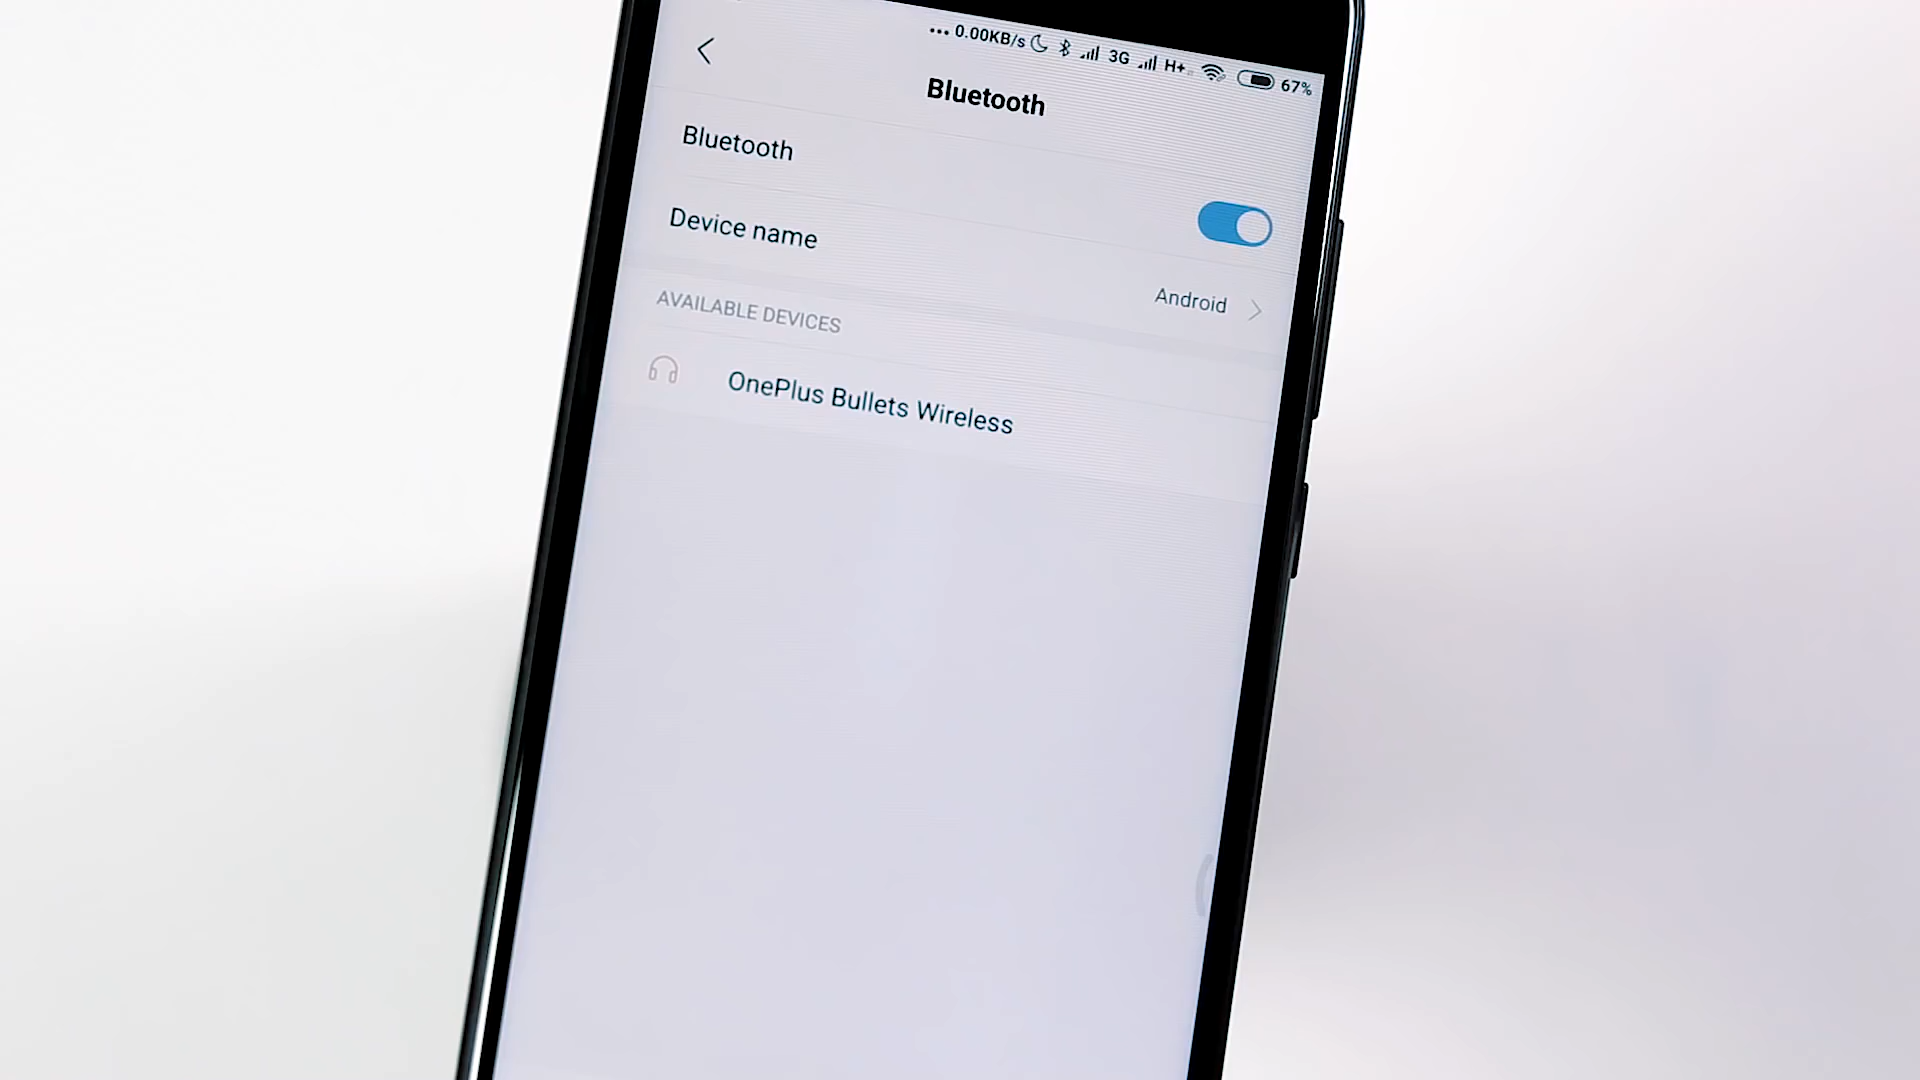 ... 0.00KB/s 3G H+ 67%
Bluetooth
Bluetooth
Device name
Android
AVAILABLE DEVICES
OnePlus Bullets Wireless